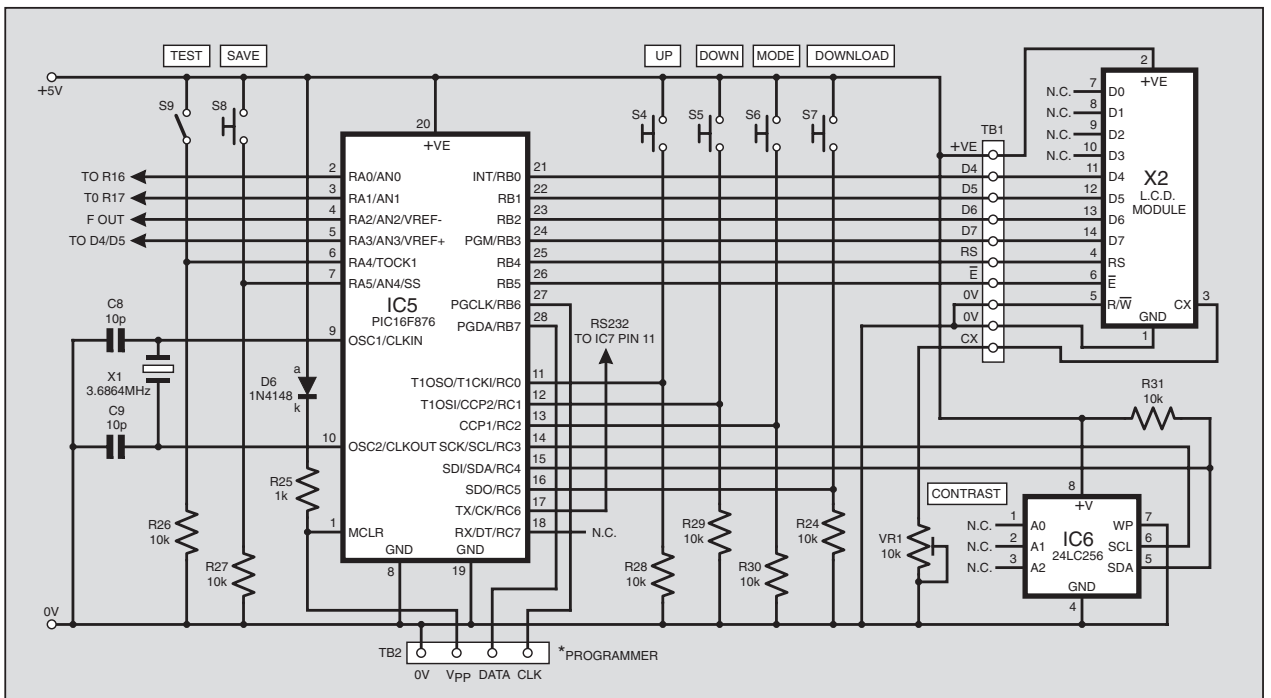 TEST SAVE UP DOWN MODE DOWNLOAD
+5V
S9 S8 S4 S5 S6 S7
20
+VE
TO R16 2 RA0/AN0 INT/RB0 21
T0 R17 3 RA1/AN1 RB1 22
F OUT 4 RA2/AN2/VREF- RB2 23
TO D4/D5 5 RA3/AN3/VREF+ PGM/RB3 24
6 RA4/TOCK1 RB4 25
7 RA5/AN4/SS RB5 26
IC5
PIC16F876
PGCLK/RB6 27
PGDA/RB7 28
9 OSC1/CLKIN
T1OSO/T1CKI/RC0 11
T1OSI/CCP2/RC1 12
CCP1/RC2 13
10 OSC2/CLKOUT SCK/SCL/RC3 14
SDI/SDA/RC4 15
SDO/RC5 16
TX/CK/RC6 17
1 MCLR RX/DT/RC7 18 N.C.
GND GND
8 19
C8
10p
X1
3.6864MHz
C9
10p
D6
1N4148
a
k
R25
1k
R26
10k
R27
10k
RS232
TO IC7 PIN 11
R28
10k
R29
10k
R30
10k
R24
10k
TB1
+VE
D4
D5
D6
D7
RS
E̅
0V
0V
CX
2
+VE
N.C. 7 D0
N.C. 8 D1
N.C. 9 D2
N.C. 10 D3
11 D4
12 D5
13 D6
14 D7
4 RS
6 E̅
5 R/W̅
X2
L.C.D.
MODULE
CX 3
GND
1
R31
10k
CONTRAST
VR1
10k
8
+V
N.C. 1 A0 WP 7
N.C. 2 A1 SCL 6
N.C. 3 A2 SDA 5
IC6
24LC256
GND
4
0V
TB2 *PROGRAMMER
0V VPP DATA CLK